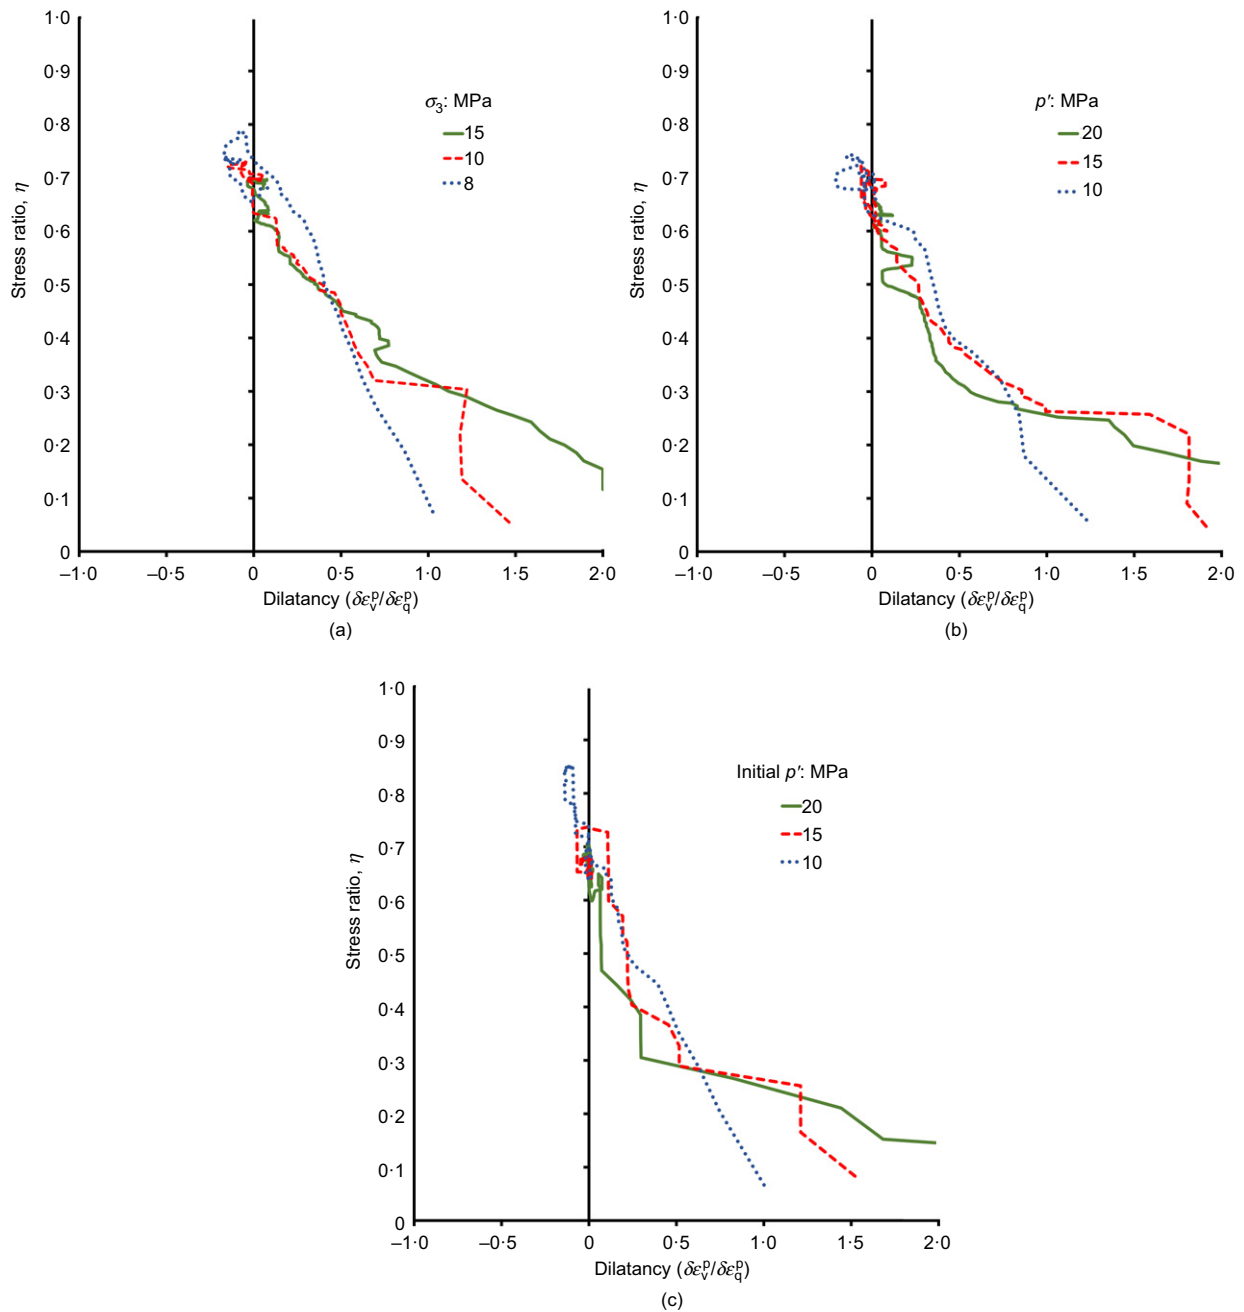 1·0
0·9
0·8
0·7
0·6
0·5
0·4
0·3
0·2
0·1
0
Stress ratio, η
–1·0 –0·5 0 0·5 1·0 1·5 2·0
Dilatancy (δεᵖᵥ/δεᵖq)
(a)
σ₃: MPa
15
10
8
1·0
0·9
0·8
0·7
0·6
0·5
0·4
0·3
0·2
0·1
0
Stress ratio, η
–1·0 –0·5 0 0·5 1·0 1·5 2·0
Dilatancy (δεᵖᵥ/δεᵖq)
(b)
p′: MPa
20
15
10
1·0
0·9
0·8
0·7
0·6
0·5
0·4
0·3
0·2
0·1
0
Stress ratio, η
–1·0 –0·5 0 0·5 1·0 1·5 2·0
Dilatancy (δεᵖᵥ/δεᵖq)
(c)
Initial p′: MPa
20
15
10